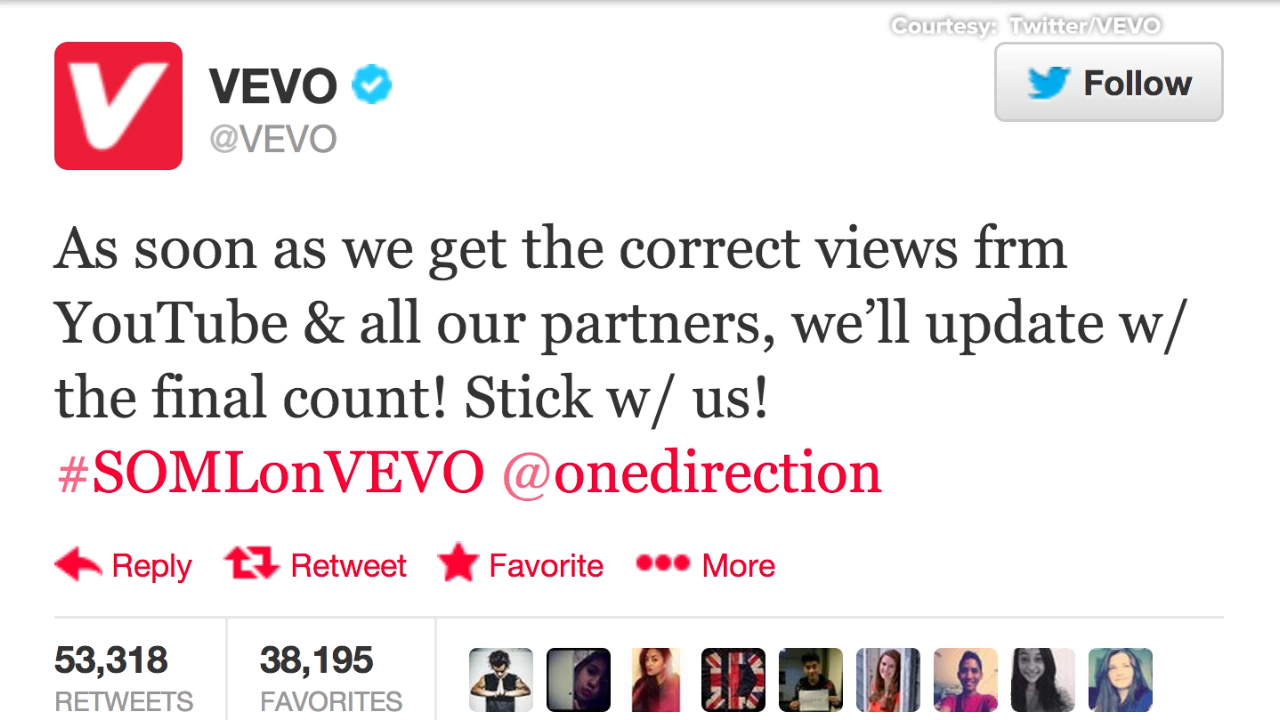 Courtesy: Twitter/VEVO
VEVO
@VEVO
Follow
As soon as we get the correct views frm
YouTube & all our partners, we’ll update w/
the final count! Stick w/ us!
#SOMLonVEVO @onedirection
Reply Retweet Favorite More
53,318 38,195
RETWEETS FAVORITES